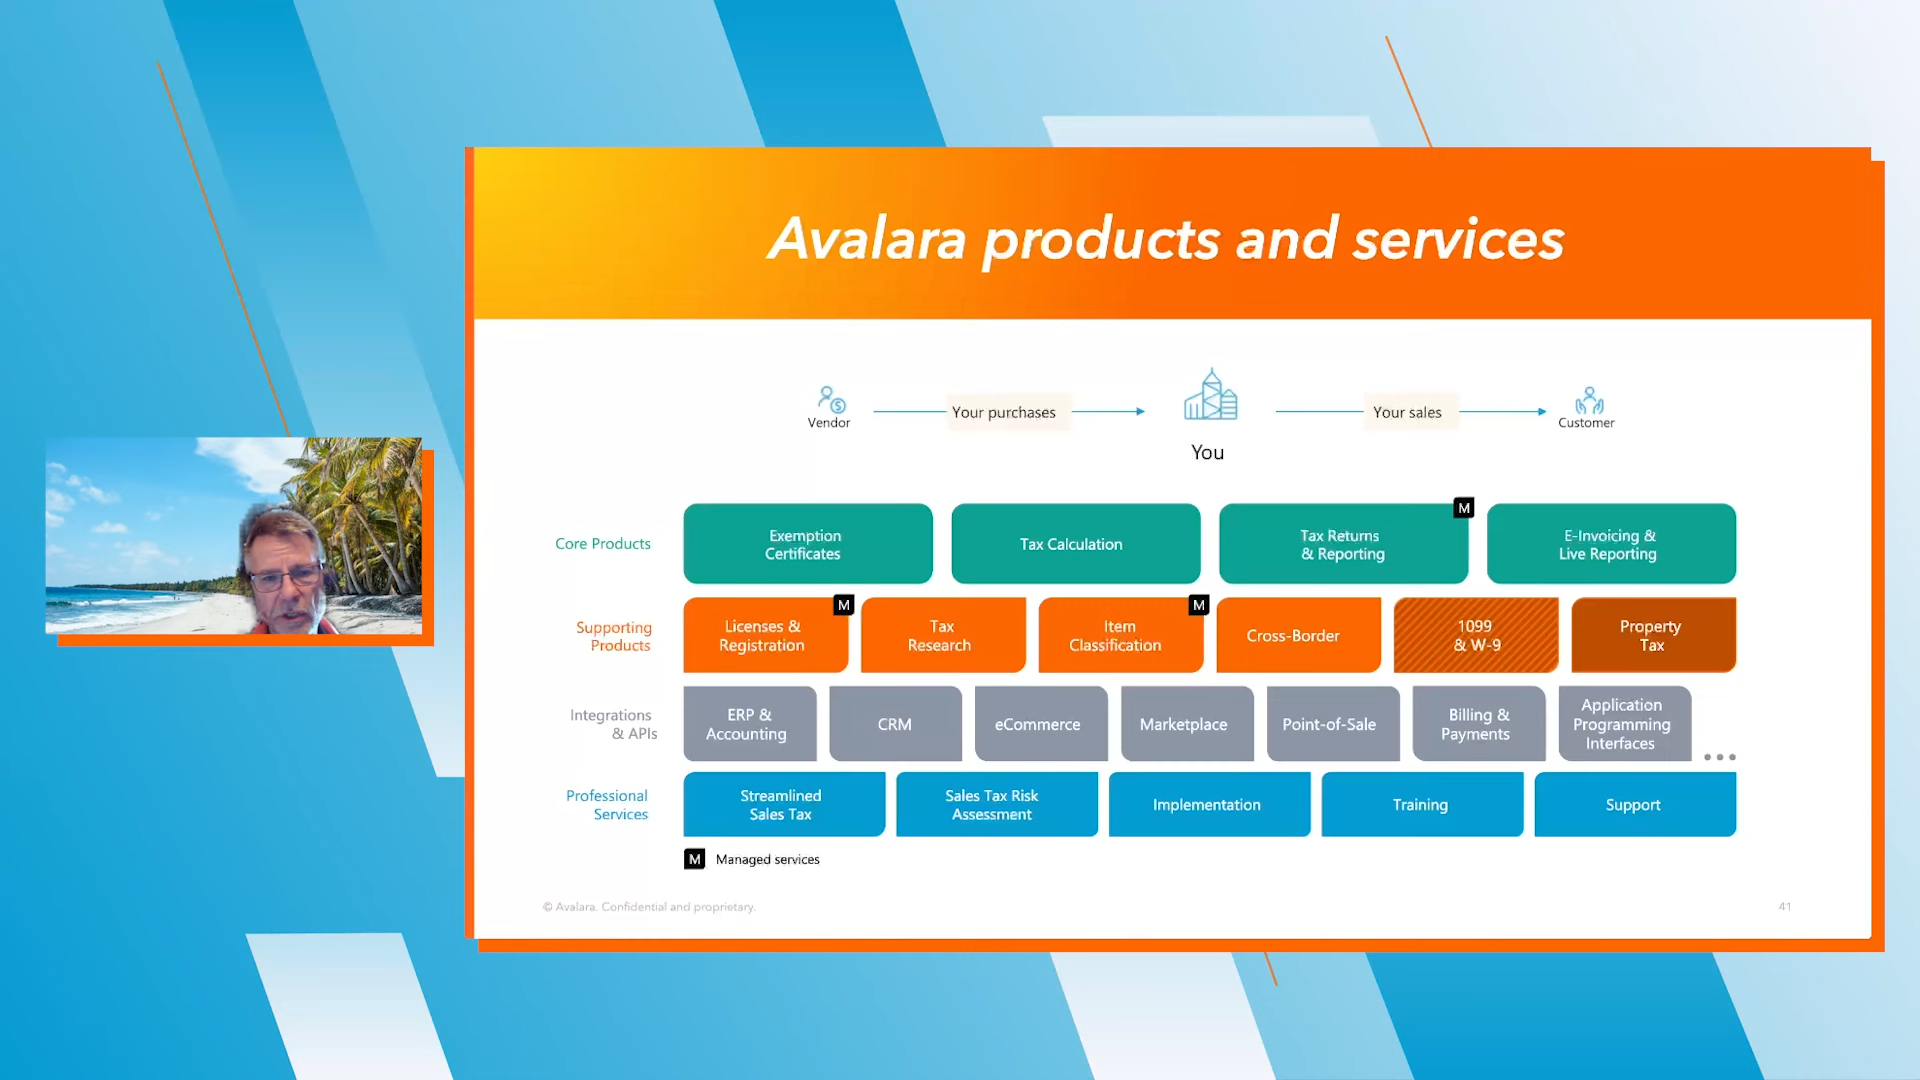 Avalara products and services
Vendor
Your purchases
You
Your sales
Customer
Core Products
Exemption
Certificates
Tax Calculation
M
Tax Returns
& Reporting
E-Invoicing &
Live Reporting
Supporting
Products
M
Licenses &
Registration
Tax
Research
M
Item
Classification
Cross-Border
1099
& W-9
Property
Tax
Integrations
& APIs
ERP &
Accounting
CRM
eCommerce
Marketplace
Point-of-Sale
Billing &
Payments
Application
Programming
Interfaces
Professional
Services
Streamlined
Sales Tax
Sales Tax Risk
Assessment
Implementation
Training
Support
M Managed services
© Avalara. Confidential and proprietary.
41